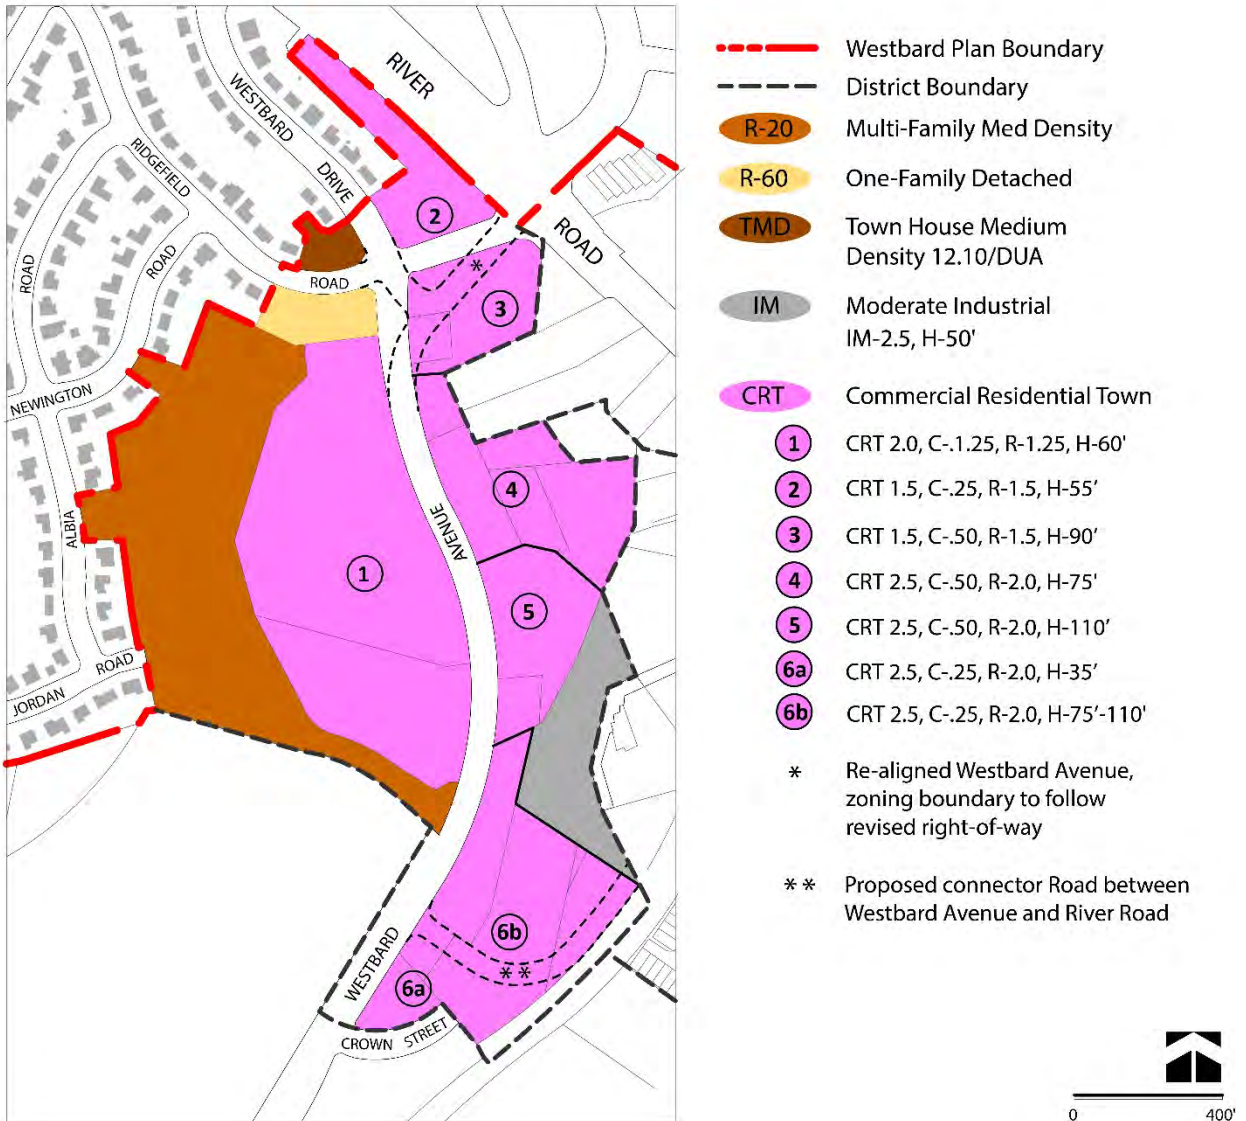 RIVER
ROAD
WESTBARD
DRIVE
RIDGEFIELD
ROAD
ROAD
ROAD
NEWINGTON
ALBIA
ROAD
JORDAN
AVENUE
WESTBARD
CROWN STREET
2
*
3
4
1
5
6b
**
6a
Westbard Plan Boundary
District Boundary
R-20 Multi-Family Med Density
R-60 One-Family Detached
TMD Town House Medium
Density 12.10/DUA
IM Moderate Industrial
IM-2.5, H-50'
CRT Commercial Residential Town
1 CRT 2.0, C-.1.25, R-1.25, H-60'
2 CRT 1.5, C-.25, R-1.5, H-55’
3 CRT 1.5, C-.50, R-1.5, H-90’
4 CRT 2.5, C-.50, R-2.0, H-75'
5 CRT 2.5, C-.50, R-2.0, H-110’
6a CRT 2.5, C-.25, R-2.0, H-35’
6b CRT 2.5, C-.25, R-2.0, H-75’-110'
* Re-aligned Westbard Avenue,
zoning boundary to follow
revised right-of-way
** Proposed connector Road between
Westbard Avenue and River Road
0 400'